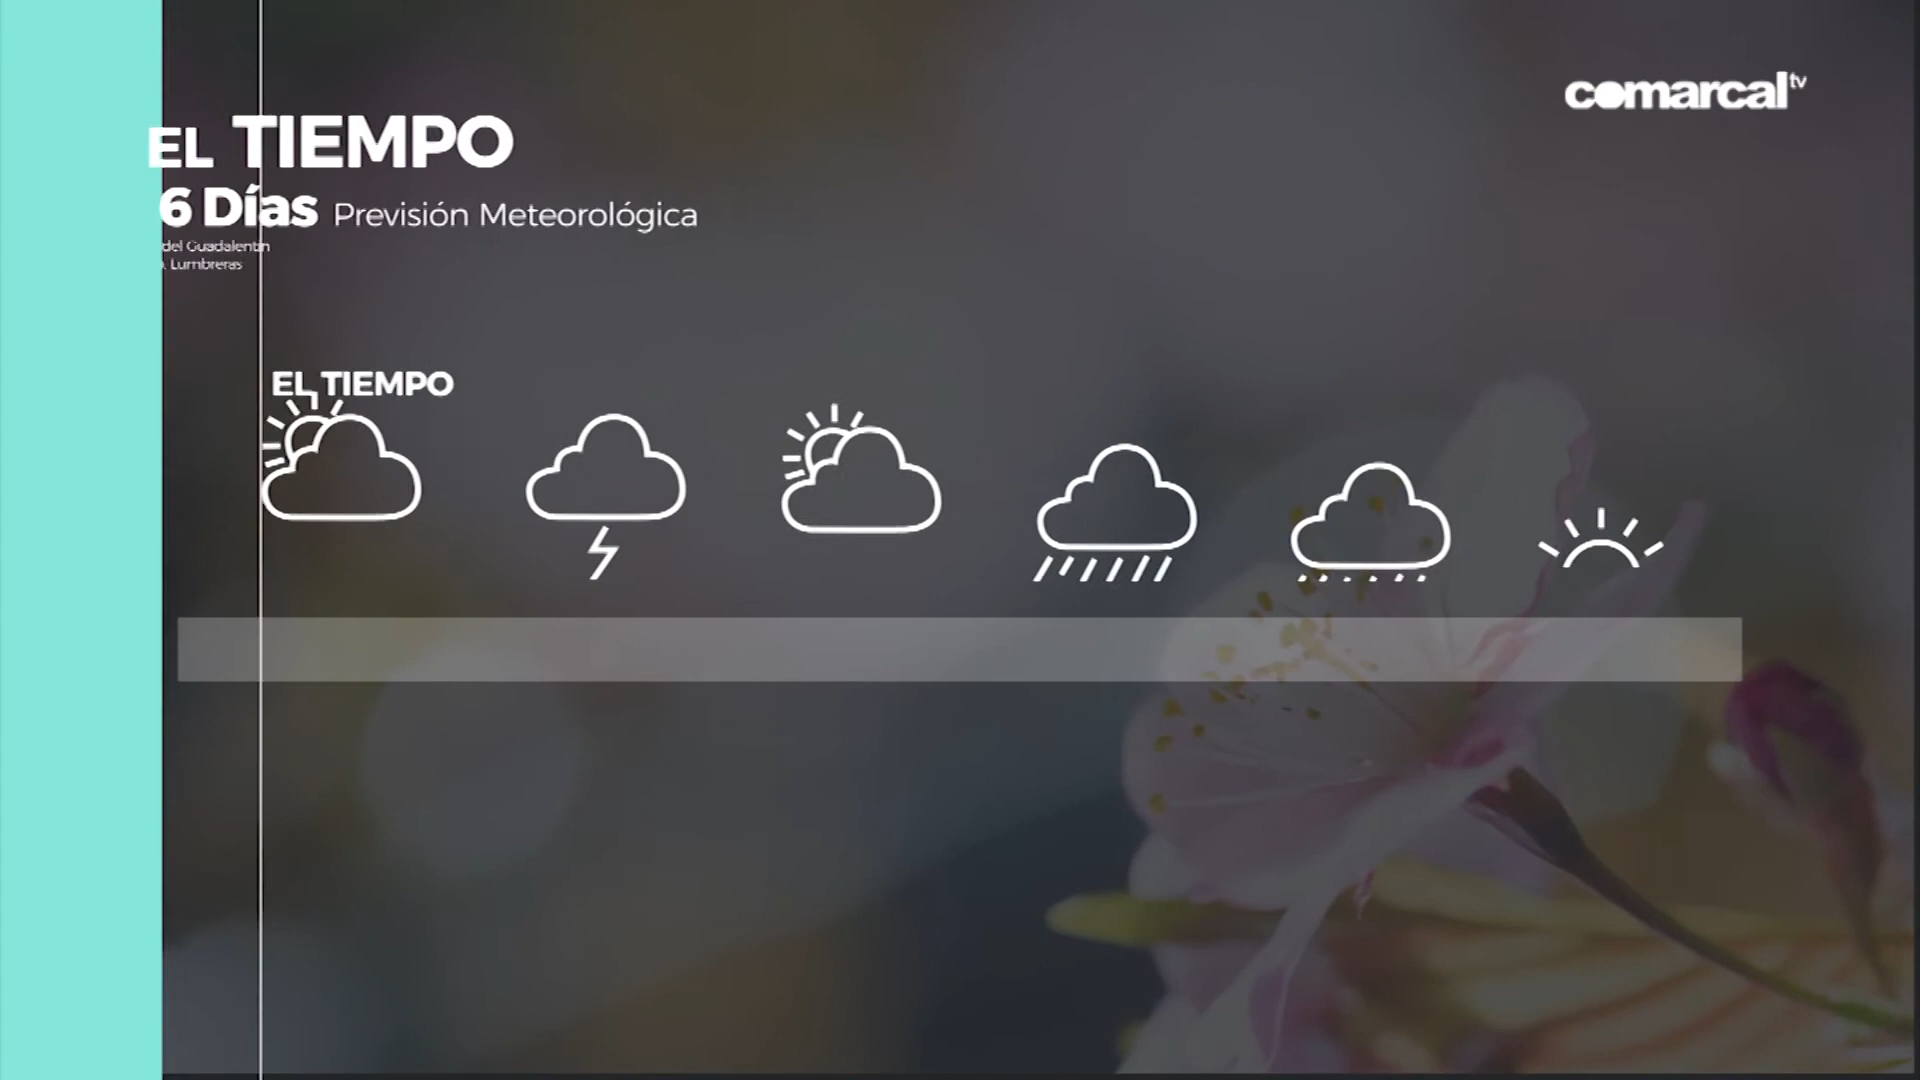 comarcal tv
EL TIEMPO
6 Días Previsión Meteorológica
del Guadalentín
Lumbreras
EL TIEMPO